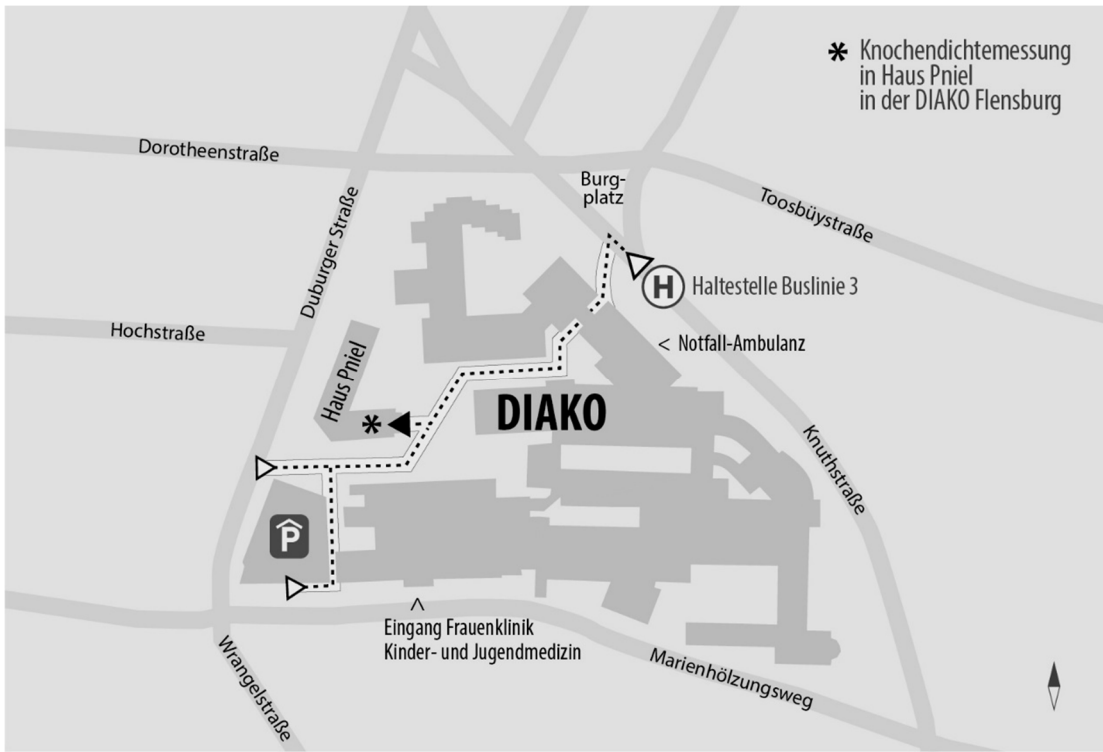 * Knochendichtemessung
in Haus Pniel
in der DIAKO Flensburg
Dorotheenstraße
Burg-
platz
Toosbüystraße
Duburger Straße
H Haltestelle Buslinie 3
Hochstraße
< Notfall-Ambulanz
Haus Pniel
*
DIAKO
Knuthstraße
P
Eingang Frauenklinik
Kinder- und Jugendmedizin
Wrangelstraße
Marienhölzungsweg